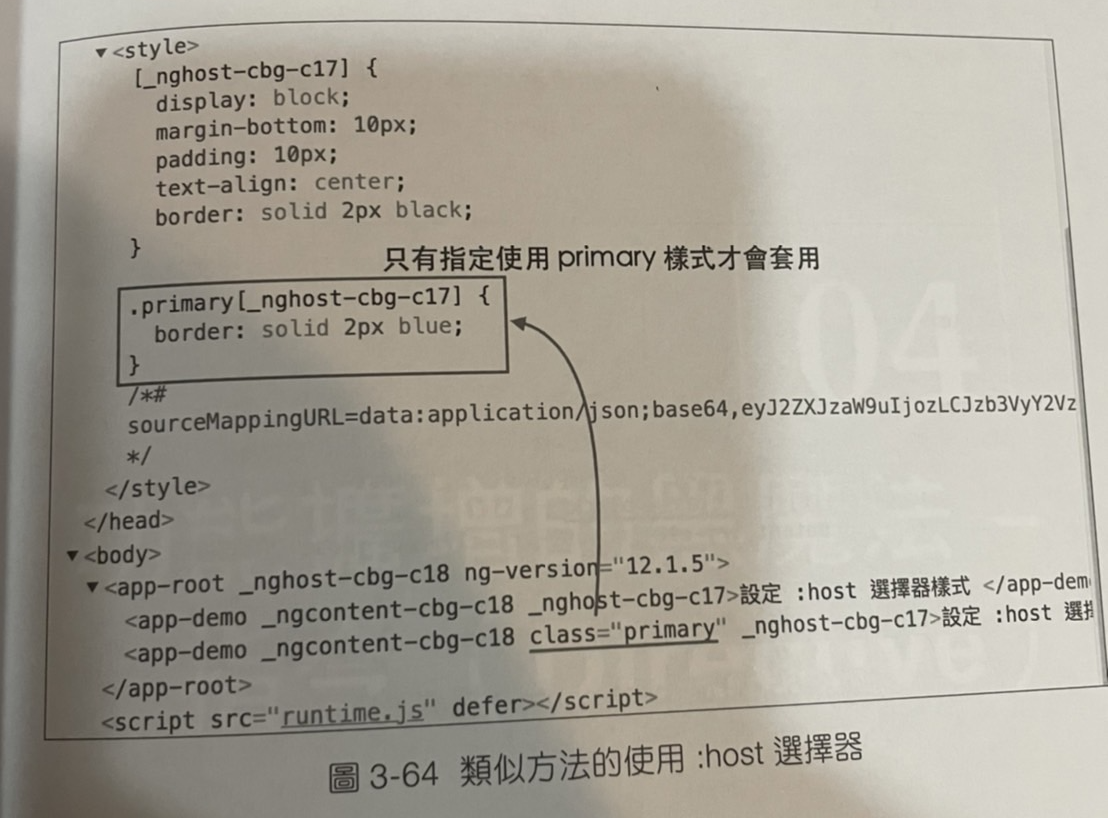 ▼<style>
[_nghost-cbg-c17] {
display: block;
margin-bottom: 10px;
padding: 10px;
text-align: center;
border: solid 2px black;
}
只有指定使用 primary 樣式才會套用
.primary[_nghost-cbg-c17] {
border: solid 2px blue;
}
/*#
sourceMappingURL=data:application/json;base64,eyJ2ZXJzaW9uIjozLCJzb3VyY2Vz
*/
</style>
</head>
▼<body>
▼<app-root _nghost-cbg-c18 ng-version="12.1.5">
<app-demo _ngcontent-cbg-c18 _nghost-cbg-c17>設定 :host 選擇器樣式 </app-dem
<app-demo _ngcontent-cbg-c18 class="primary" _nghost-cbg-c17>設定 :host 選擇
</app-root>
<script src="runtime.js" defer></script>
圖 3-64 類似方法的使用 :host 選擇器